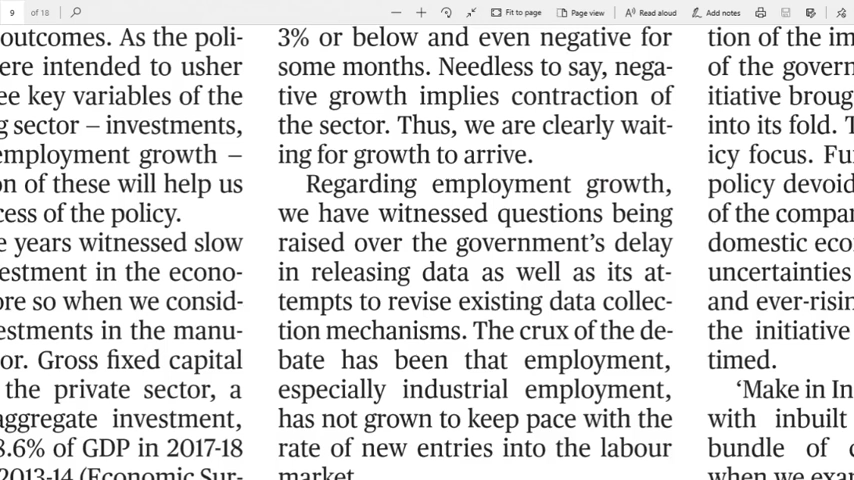 9 of 18
Fit to page
Page view
Read aloud
Add notes
outcomes. As the poli-
ere intended to usher
ee key variables of the
g sector – investments,
employment growth –
on of these will help us
cess of the policy.
e years witnessed slow
estment in the econo-
ore so when we consid-
estments in the manu-
or. Gross fixed capital
the private sector, a
aggregate investment,
8.6% of GDP in 2017-18
2013-14 (Economic Sur-
3% or below and even negative for
some months. Needless to say, nega-
tive growth implies contraction of
the sector. Thus, we are clearly wait-
ing for growth to arrive.
Regarding employment growth,
we have witnessed questions being
raised over the government’s delay
in releasing data as well as its at-
tempts to revise existing data collec-
tion mechanisms. The crux of the de-
bate has been that employment,
especially industrial employment,
has not grown to keep pace with the
rate of new entries into the labour
market.
tion of the im
of the govern
itiative broug
into its fold. T
icy focus. Fu
policy devoid
of the compa
domestic eco
uncertainties
and ever-risin
the initiative
timed.
‘Make in In
with inbuilt
bundle of c
when we exar